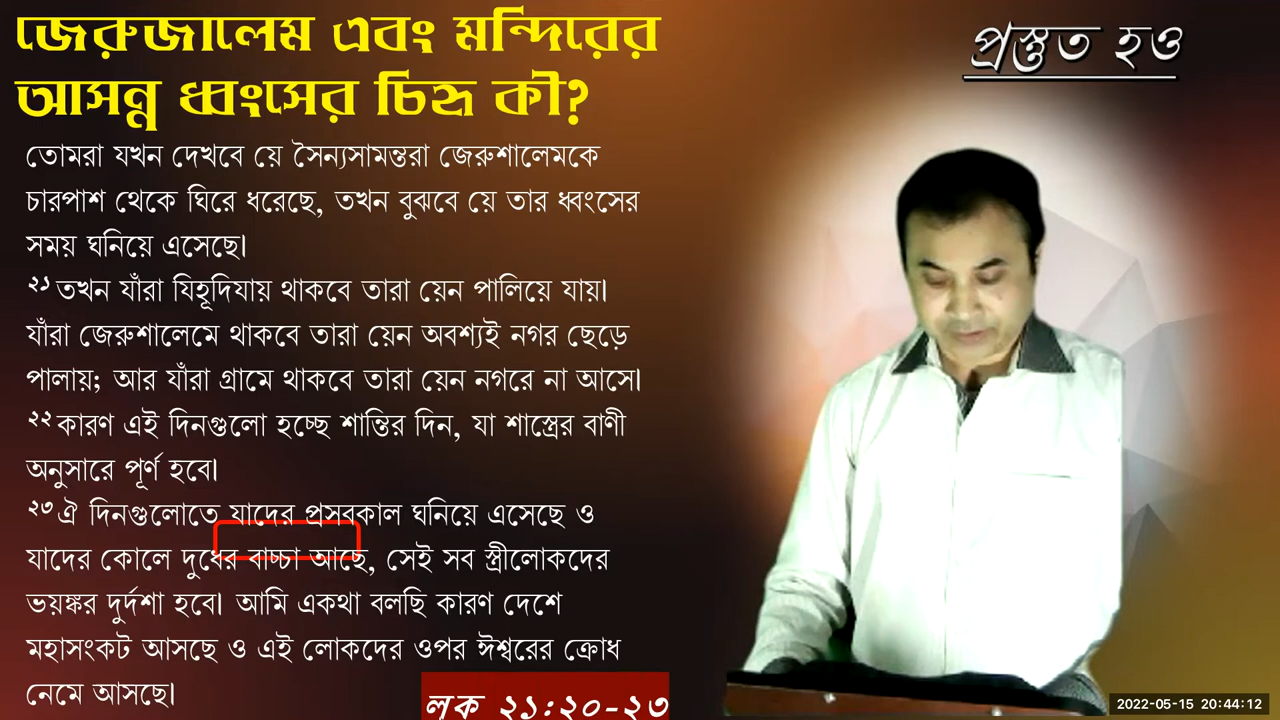 জেরুজালেম এবং মন্দিরের
আসন্ন ধ্বংসের চিহ্ন কী?
প্রস্তুত হও
তোমরা যখন দেখবে য়ে সৈন্যসামন্তরা জেরুশালেমকে
চারপাশ থেকে ঘিরে ধরেছে, তখন বুঝবে য়ে তার ধ্বংসের
সময় ঘনিয়ে এসেছে৷
২১ তখন যাঁরা যিহূদিযায় থাকবে তারা য়েন পালিয়ে যায়৷
যাঁরা জেরুশালেমে থাকবে তারা য়েন অবশ্যই নগর ছেড়ে
পালায়; আর যাঁরা গ্রামে থাকবে তারা য়েন নগরে না আসে৷
২২ কারণ এই দিনগুলো হচ্ছে শাস্তির দিন, যা শাস্ত্রের বাণী
অনুসারে পূর্ণ হবে৷
২৩ ঐ দিনগুলোতে যাদের প্রসবকাল ঘনিয়ে এসেছে ও
যাদের কোলে দুধের বাচ্চা আছে, সেই সব স্ত্রীলোকদের
ভয়ঙ্কর দুর্দশা হবে৷ আমি একথা বলছি কারণ দেশে
মহাসংকট আসছে ও এই লোকদের ওপর ঈশ্বরের ক্রোধ
নেমে আসছে৷
লূক ২১:২০-২৩
2022-05-15 20:44:12